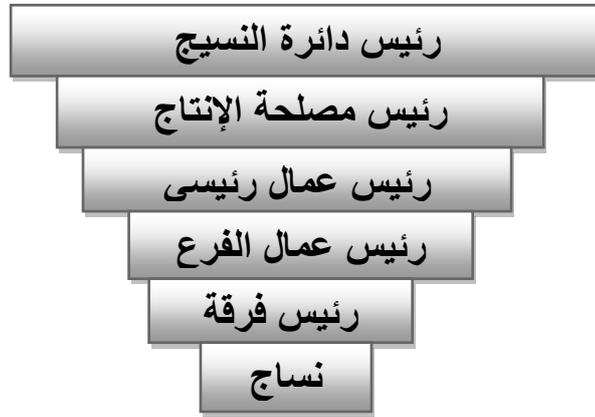 رئيس دائرة النسيج
رئيس مصلحة الإنتاج
رئيس عمال رئيسى
رئيس عمال الفرع
رئيس فرقة
نساج